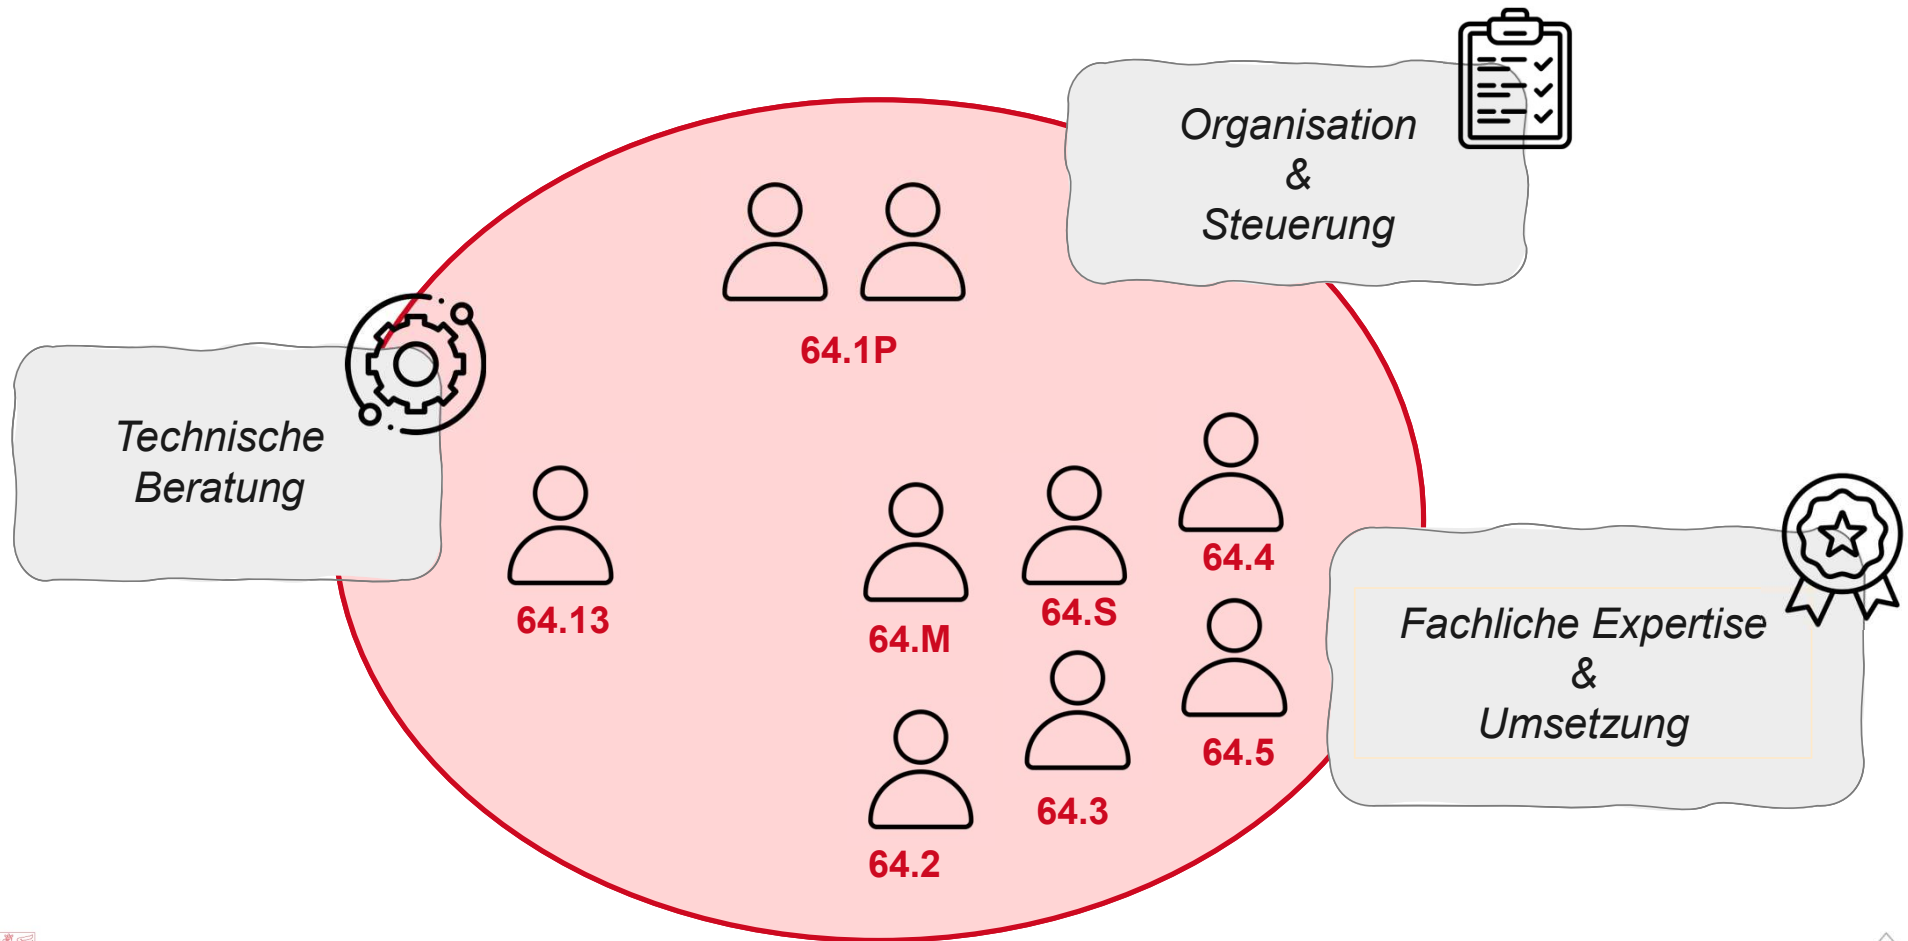 Organisation
&
Steuerung
64.1P
Technische
Beratung
64.13
64.M
64.S
64.4
Fachliche Expertise
&
Umsetzung
64.5
64.3
64.2